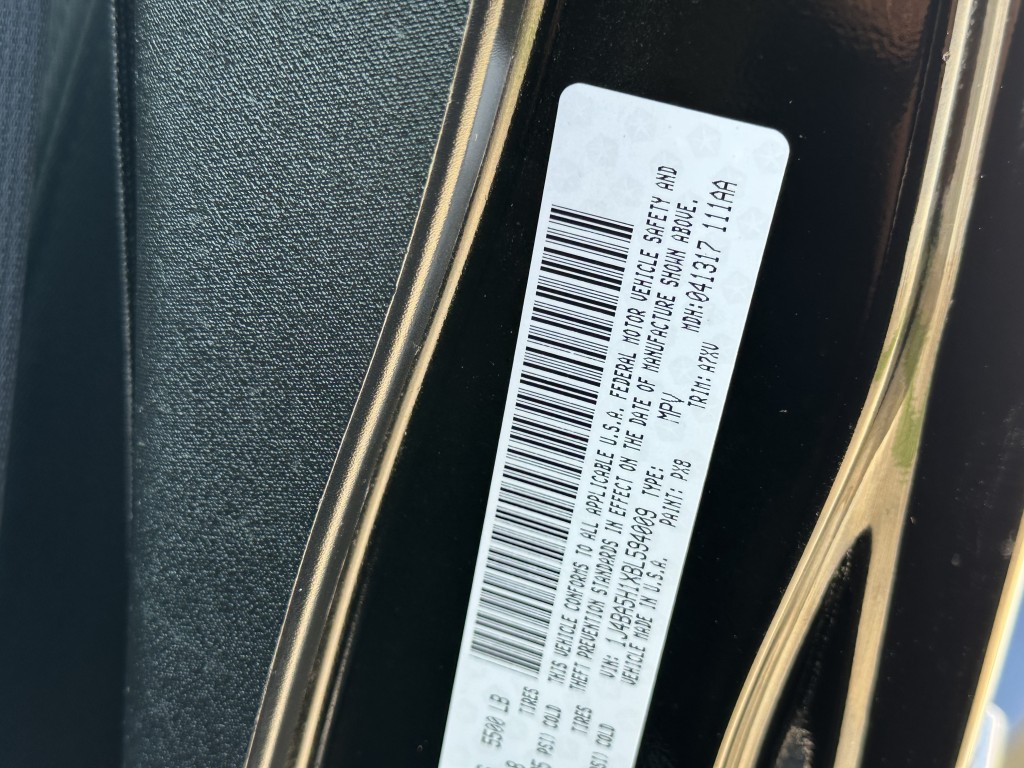 5500 LB
TIRES
PSI) COLD
THIS VEHICLE CONFORMS TO ALL APPLICABLE U.S.A. FEDERAL MOTOR VEHICLE SAFETY AND
THEFT PREVENTION STANDARDS IN EFFECT ON THE DATE OF MANUFACTURE SHOWN ABOVE.
TIRES
PSI) COLD
VIN: 1J4BA5H1XBL594009 TYPE: MPV MDH:041317 111AA
VEHICLE MADE IN U.S.A. PAINT: PX8 TRIM: A7XV